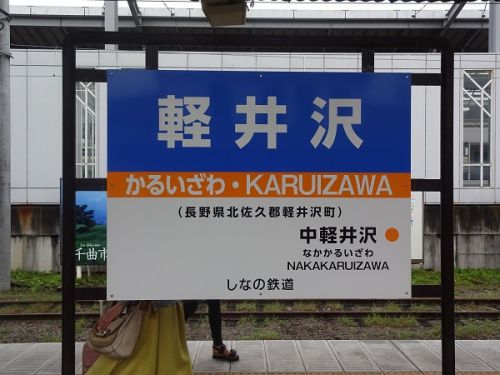 軽井沢
かるいざわ・KARUIZAWA
(長野県北佐久郡軽井沢町)
中軽井沢
なかかるいざわ
NAKAKARUIZAWA
しなの鉄道
千曲市